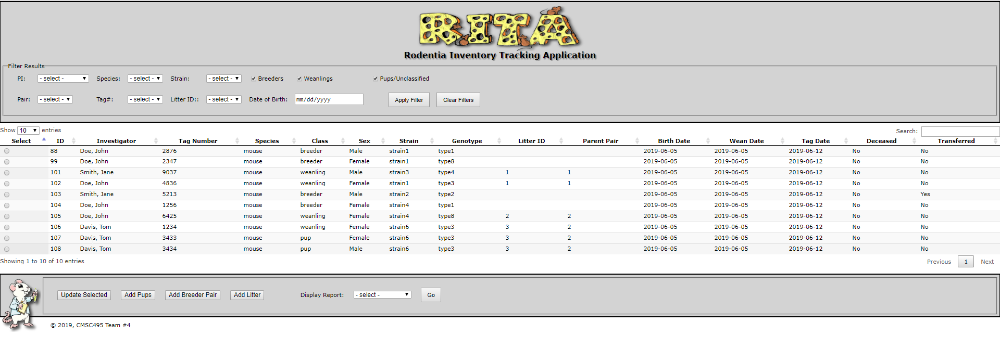 RITA
Rodentia Inventory Tracking Application
Filter Results
PI: - select - Species: - select - Strain: - select - Breeders Weanlings Pups/Unclassified
Pair: - select - Tag#: - select - Litter ID:: - select - Date of Birth: mm/dd/yyyy Apply Filter Clear Filters
Show 10 entries Search:
Select ID Investigator Tag Number Species Class Sex Strain Genotype Litter ID Parent Pair Birth Date Wean Date Tag Date Deceased Transferred
88 Doe, John 2876 mouse breeder Male strain1 type1 2019-06-05 2019-06-05 2019-06-12 No No
99 Doe, John 2347 mouse breeder Female strain1 type8 2019-06-05 2019-06-05 2019-06-12 No No
101 Smith, Jane 9037 mouse weanling Male strain3 type4 1 1 2019-06-05 2019-06-05 2019-06-12 No No
102 Doe, John 4836 mouse weanling Female strain1 type3 1 1 2019-06-05 2019-06-05 2019-06-12 No No
103 Smith, Jane 5213 mouse breeder Male strain2 type2 2019-06-05 2019-06-05 2019-06-12 No Yes
104 Doe, John 1256 mouse breeder Female strain4 type1 2019-06-05 2019-06-05 2019-06-12 No No
105 Doe, John 6425 mouse weanling Female strain4 type8 2 2 2019-06-05 2019-06-05 2019-06-12 No No
106 Davis, Tom 1234 mouse weanling Female strain6 type3 3 2 2019-06-05 2019-06-05 2019-06-12 No No
107 Davis, Tom 3433 mouse pup Female strain6 type3 3 2 2019-06-05 2019-06-05 2019-06-12 No No
108 Davis, Tom 3434 mouse pup Male strain6 type3 3 2 2019-06-05 2019-06-05 2019-06-12 No No
Showing 1 to 10 of 10 entries Previous 1 Next
Update Selected Add Pups Add Breeder Pair Add Litter Display Report: - select - Go
© 2019, CMSC495 Team #4